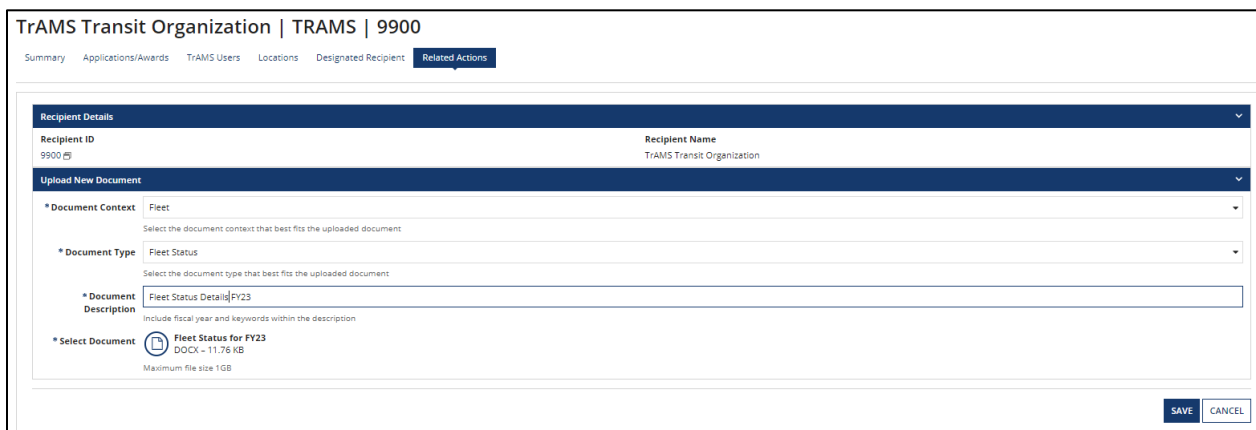 TrAMS Transit Organization | TRAMS | 9900
Summary Applications/Awards TrAMS Users Locations Designated Recipient Related Actions
Recipient Details
Recipient ID Recipient Name
9900 TrAMS Transit Organization
Upload New Document
* Document Context Fleet
Select the document context that best fits the uploaded document
* Document Type Fleet Status
Select the document type that best fits the uploaded document
* Document Description Fleet Status Details FY23
Include fiscal year and keywords within the description
* Select Document Fleet Status for FY23
DOCX – 11.76 KB
Maximum file size 1GB
SAVE CANCEL